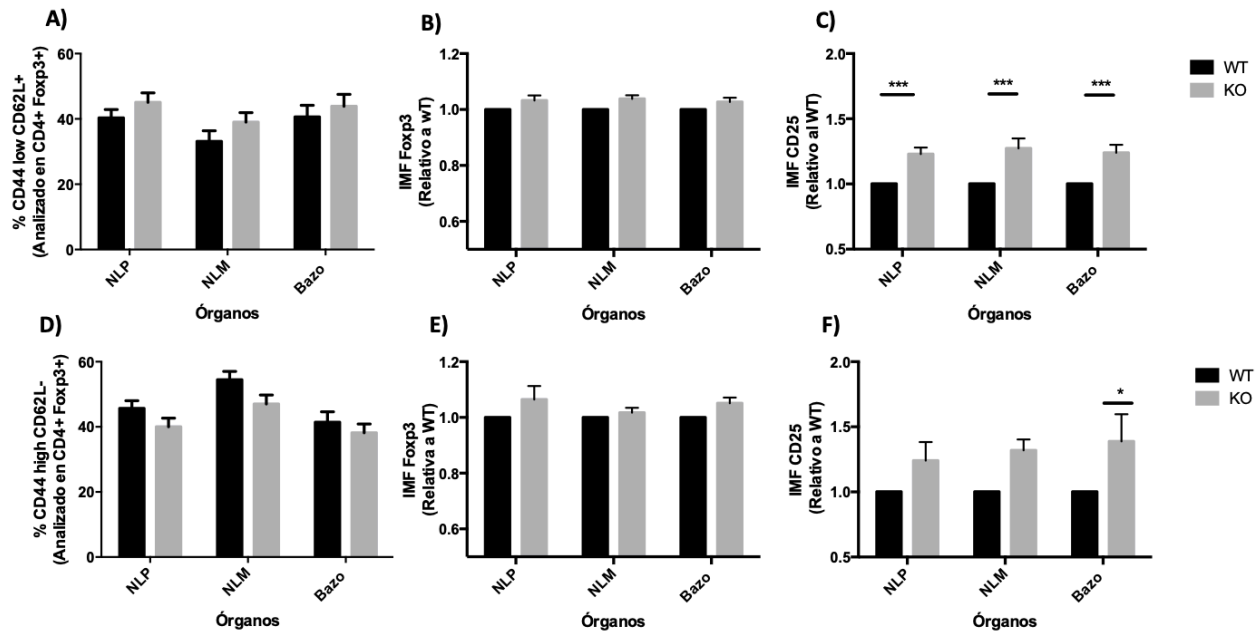 A)
% CD44 low CD62L+
(Analizado en CD4+ Foxp3+)
60
40
20
0
NLP
NLM
Bazo
Órganos
B)
IMF Foxp3
(Relativo a wT)
1.2
1.0
0.8
0.6
NLP
NLM
Bazo
Órganos
C)
IMF CD25
(Relativo al WT)
2.0
1.5
1.0
0.5
***
***
***
NLP
NLM
Bazo
Órganos
WT
KO
D)
% CD44 high CD62L-
(Analizado en CD4+ Foxp3+)
60
40
20
0
NLP
NLM
Bazo
Órganos
E)
IMF Foxp3
(Relativa a WT)
1.2
1.0
0.8
0.6
NLP
NLM
Bazo
Órganos
F)
IMF CD25
(Relativo a WT)
2.0
1.5
1.0
0.5
*
NLP
NLM
Bazo
Órganos
WT
KO